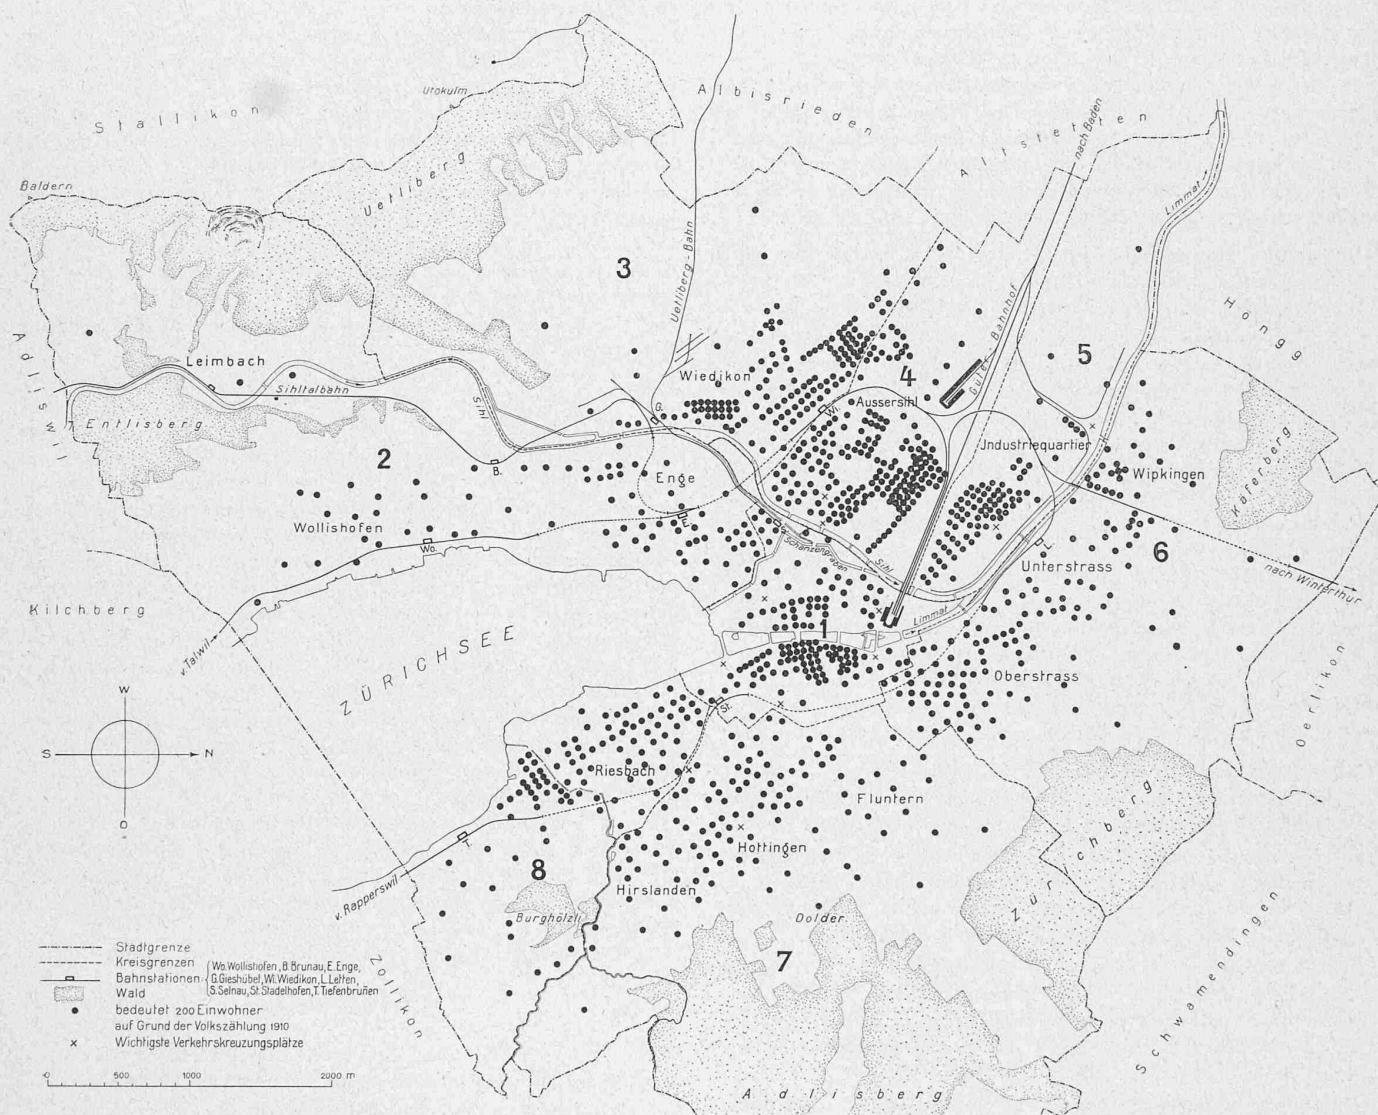 Stallikon
Utokulm
Albisrieden
Altstetten
nach Baden
Limmat
Baldern
Uetliberg
Uetliberg-Bahn
3
Güter-Bahnhof
Höngg
Adliswil
Leimbach
Sihltalbahn
Sihl
Wiedikon
G.
4
Wi.
Aussersihl
5
Jndustriequartier
Wipkingen
Käferberg
Entlisberg
2
B.
Enge
E.
Wollishofen
Wo.
S.
Schanzengraben
Sihl
L.
Unterstrass
6
nach Winterthur
Kilchberg
v. Talwil
ZÜRICHSEE
1
Limmat
Oberstrass
Oerlikon
W
S
N
O
St.
Riesbach
Fluntern
Hottingen
T.
v. Rapperswil
8
Hirslanden
Burghölzli
Dolder
Zürichberg
7
Zollikon
Schwamendingen
Adlisberg
Stadtgrenze
Kreisgrenzen
Bahnstationen
Wo. Wollishofen, B. Brunau, E. Enge,
G. Gieshübel, Wi. Wiedikon, L. Letten,
S. Selnau, St. Stadelhofen, T. Tiefenbrunnen
Wald
bedeutet 200 Einwohner
auf Grund der Volkszählung 1910
Wichtigste Verkehrskreuzungsplätze
0 500 1000 2000 m